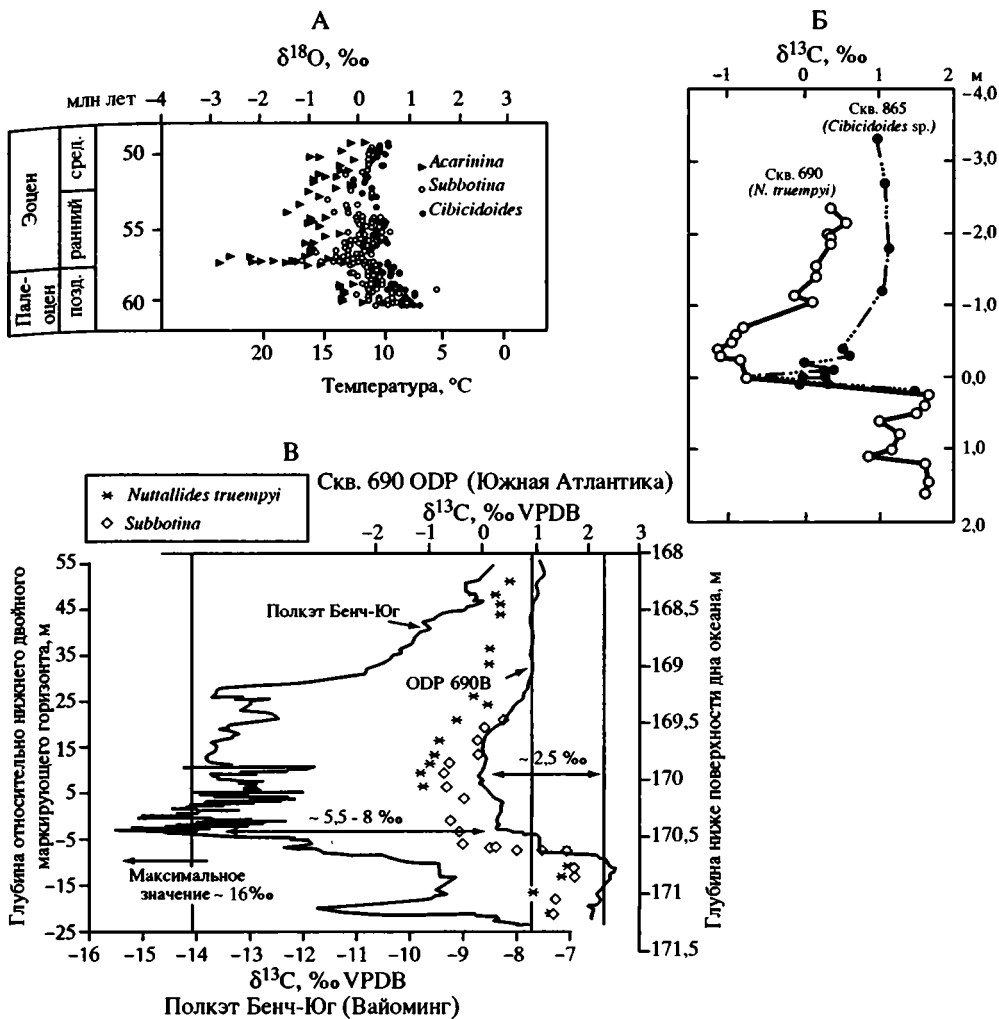 А
δ¹⁸O, ‰
млн лет –4 –3 –2 –1 0 1 2 3
Эоцен
сред.
ранний
Пале-
оцен
позд.
50
55
60
Acarinina
Subbotina
Cibicidoides
20 15 10 5 0
Температура, °C
Б
δ¹³C, ‰
–1 0 1 2
м
–4,0
–3,0
–2,0
–1,0
0,0
1,0
2,0
Скв. 865
(Cibicidoides sp.)
Скв. 690
(N. truempyi)
В
Nuttallides truempyi
Subbotina
Скв. 690 ODP (Южная Атлантика)
δ¹³C, ‰ VPDB
–2 –1 0 1 2 3
Глубина относительно нижнего двойного
маркирующего горизонта, м
55
45
35
25
15
5
–5
–15
–25
Полкэт Бенч-Юг
ODP 690B
~ 2,5 ‰
~ 5,5 - 8 ‰
Максимальное
значение ~ 16‰
168
168,5
169
169,5
170
170,5
171
171,5
Глубина ниже поверхности дна океана, м
–16 –15 –14 –13 –12 –11 –10 –9 –8 –7
δ¹³C, ‰ VPDB
Полкэт Бенч-Юг (Вайоминг)